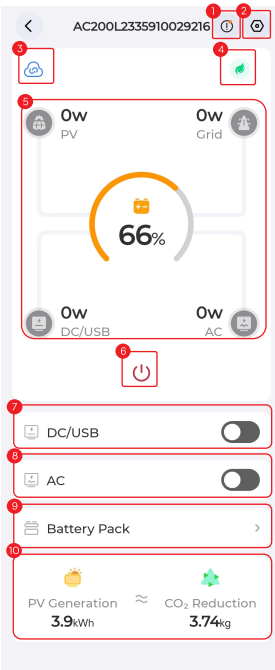 1 2
AC200L2335910029216
3 4
5
0w 0w
PV Grid
66%
0w 0w
DC/USB AC
6
7
DC/USB
8
AC
9
Battery Pack
10
PV Generation ≈ CO₂ Reduction
3.9kWh 3.74kg